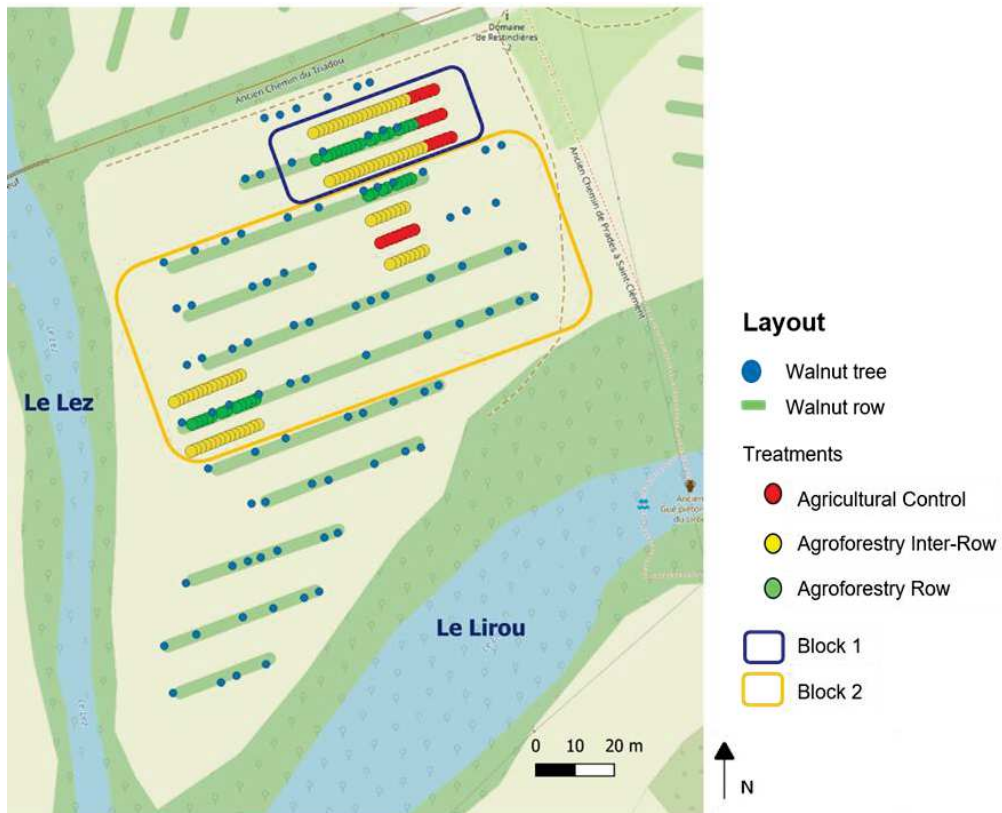 Domaine
de Restinclières
Ancien Chemin du Triadou
Ancien Chemin de Prades à Saint-Clément
Le Lez
Le Lirou
Ancien
Gué piéton
0 10 20 m
N
Layout
Walnut tree
Walnut row
Treatments
Agricultural Control
Agroforestry Inter-Row
Agroforestry Row
Block 1
Block 2